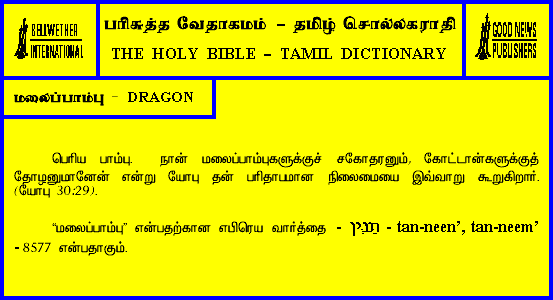 BELLWETHER
INTERNATIONAL
பரிசுத்த வேதாகமம் – தமிழ் சொல்லகராதி
THE HOLY BIBLE – TAMIL DICTIONARY
GOOD NEWS
PUBLISHERS
மலைப்பாம்பு – DRAGON
பெரிய பாம்பு. நான் மலைப்பாம்புகளுக்குச் சகோதரனும், கோட்டான்களுக்குத்
தோழனுமானேன் என்று யோபு தன் பரிதாபமான நிலைமையை இவ்வாறு கூறுகிறார்.
(யோபு 30:29).
“மலைப்பாம்பு” என்பதற்கான எபிரெய வார்த்தை - תַּנִּין - tan-neen’, tan-neem’
- 8577 என்பதாகும்.